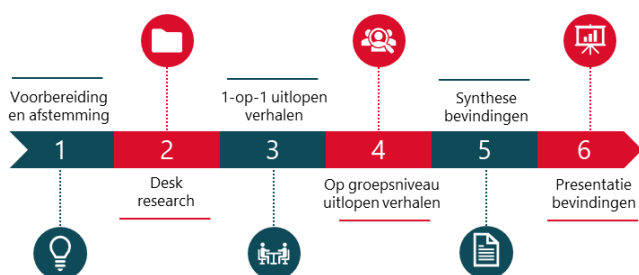 Voorbereiding
en afstemming
1-op-1 uitlopen
verhalen
Synthese
bevindingen
1
2
3
4
5
6
Desk
research
Op groepsniveau
uitlopen verhalen
Presentatie
bevindingen